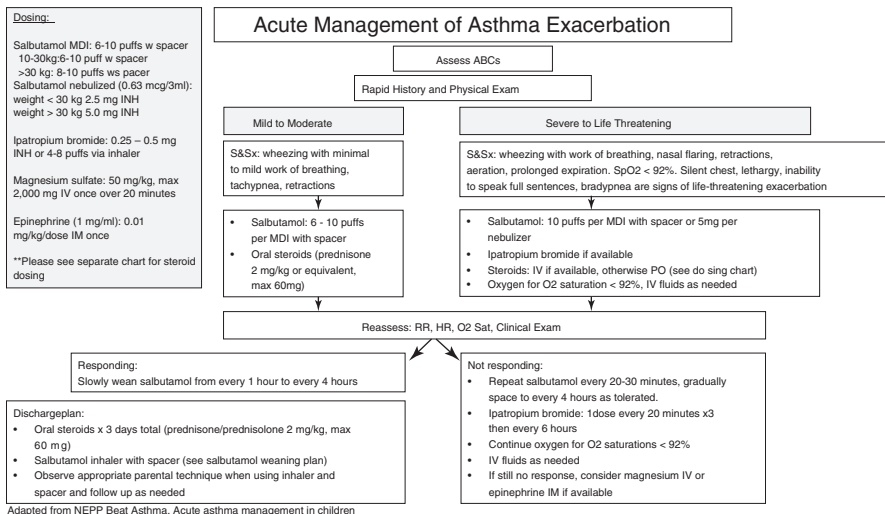 Acute Management of Asthma Exacerbation
Dosing:
Salbutamol MDI: 6-10 puffs w spacer
10-30kg:6-10 puff w spacer
>30 kg: 8-10 puffs ws pacer
Salbutamol nebulized (0.63 mcg/3ml):
weight < 30 kg 2.5 mg INH
weight > 30 kg 5.0 mg INH
Ipatropium bromide: 0.25 – 0.5 mg
INH or 4-8 puffs via inhaler
Magnesium sulfate: 50 mg/kg, max
2,000 mg IV once over 20 minutes
Epinephrine (1 mg/ml): 0.01
mg/kg/dose IM once
**Please see separate chart for steroid
dosing
Assess ABCs
Rapid History and Physical Exam
Mild to Moderate
S&Sx: wheezing with minimal
to mild work of breathing,
tachypnea, retractions
• Salbutamol: 6 - 10 puffs
per MDI with spacer
• Oral steroids (prednisone
2 mg/kg or equivalent,
max 60mg)
Severe to Life Threatening
S&Sx: wheezing with work of breathing, nasal flaring, retractions,
aeration, prolonged expiration. SpO2 < 92%. Silent chest, lethargy, inability
to speak full sentences, bradypnea are signs of life-threatening exacerbation
• Salbutamol: 10 puffs per MDI with spacer or 5mg per
nebulizer
• Ipatropium bromide if available
• Steroids: IV if available, otherwise PO (see do sing chart)
• Oxygen for O2 saturation < 92%, IV fluids as needed
Reassess: RR, HR, O2 Sat, Clinical Exam
Responding:
Slowly wean salbutamol from every 1 hour to every 4 hours
Dischargeplan:
• Oral steroids x 3 days total (prednisone/prednisolone 2 mg/kg, max
60 mg)
• Salbutamol inhaler with spacer (see salbutamol weaning plan)
• Observe appropriate parental technique when using inhaler and
spacer and follow up as needed
Not responding:
• Repeat salbutamol every 20-30 minutes, gradually
space to every 4 hours as tolerated.
• Ipatropium bromide: 1dose every 20 minutes x3
then every 6 hours
• Continue oxygen for O2 saturations < 92%
• IV fluids as needed
• If still no response, consider magnesium IV or
epinephrine IM if available
Adapted from NEPP Beat Asthma, Acute asthma management in children